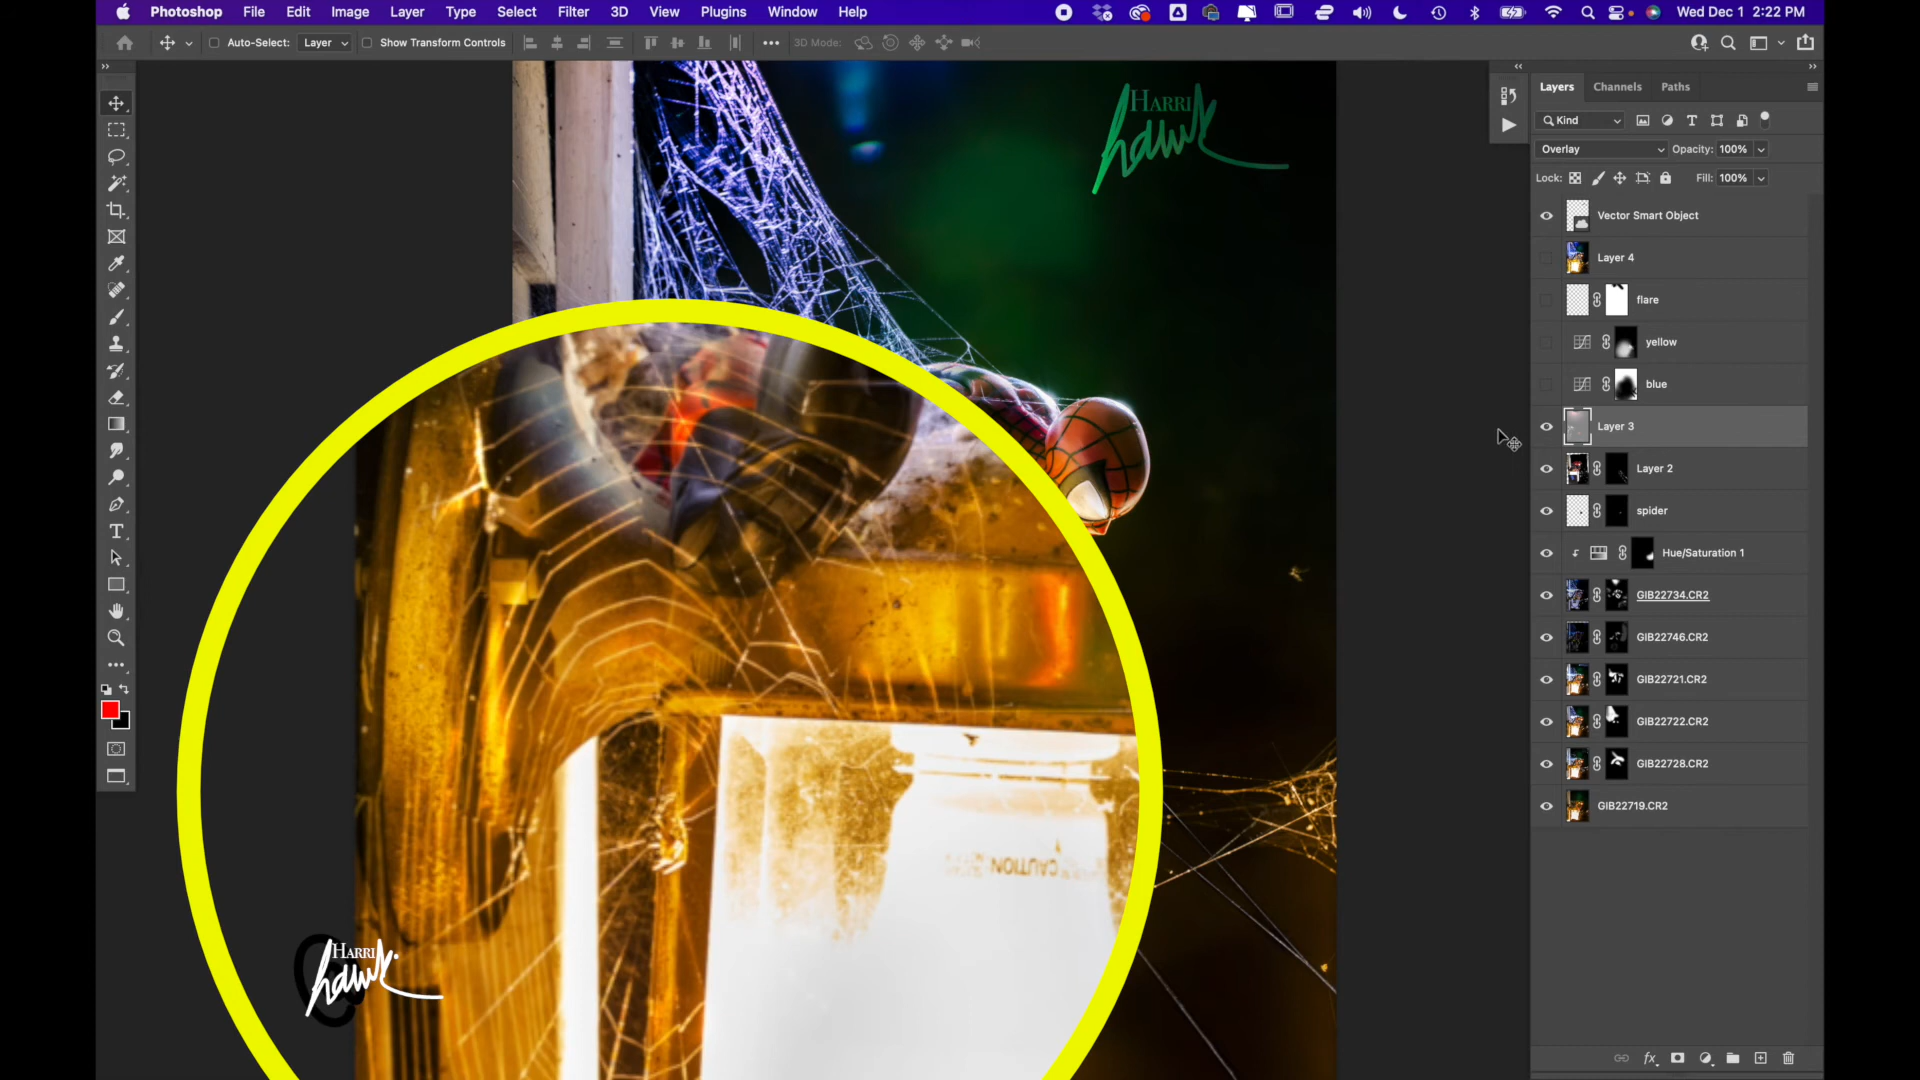 Photoshop File Edit Image Layer Type Select Filter 3D View Plugins Window Help Wed Dec 1 2:22 PM
Auto-Select: Layer Show Transform Controls 3D Mode:
Layers Channels Paths
Kind
Overlay Opacity: 100%
Lock: Fill: 100%
Vector Smart Object
Layer 4
flare
yellow
blue
Layer 3
Layer 2
spider
Hue/Saturation 1
GIB22734.CR2
GIB22746.CR2
GIB22721.CR2
GIB22722.CR2
GIB22728.CR2
GIB22719.CR2
HARRI
hawk
CAUTION
HARRI
hawk